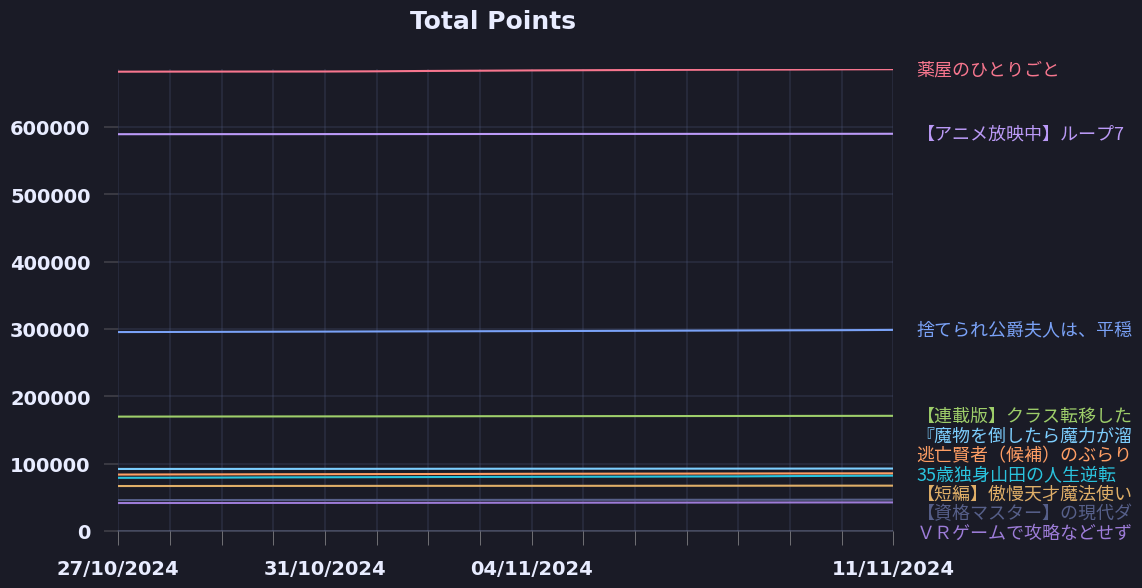 Total Points
薬屋のひとりごと
600000
【アニメ放映中】ループ7
500000
400000
300000
捨てられ公爵夫人は、平穏
200000
【連載版】クラス転移した
『魔物を倒したら魔力が溜
逃亡賢者（候補）のぶらり
100000
35歳独身山田の人生逆転
【短編】傲慢天才魔法使い
【資格マスター】の現代ダ
0
ＶＲゲームで攻略などせず
27/10/2024
31/10/2024
04/11/2024
11/11/2024